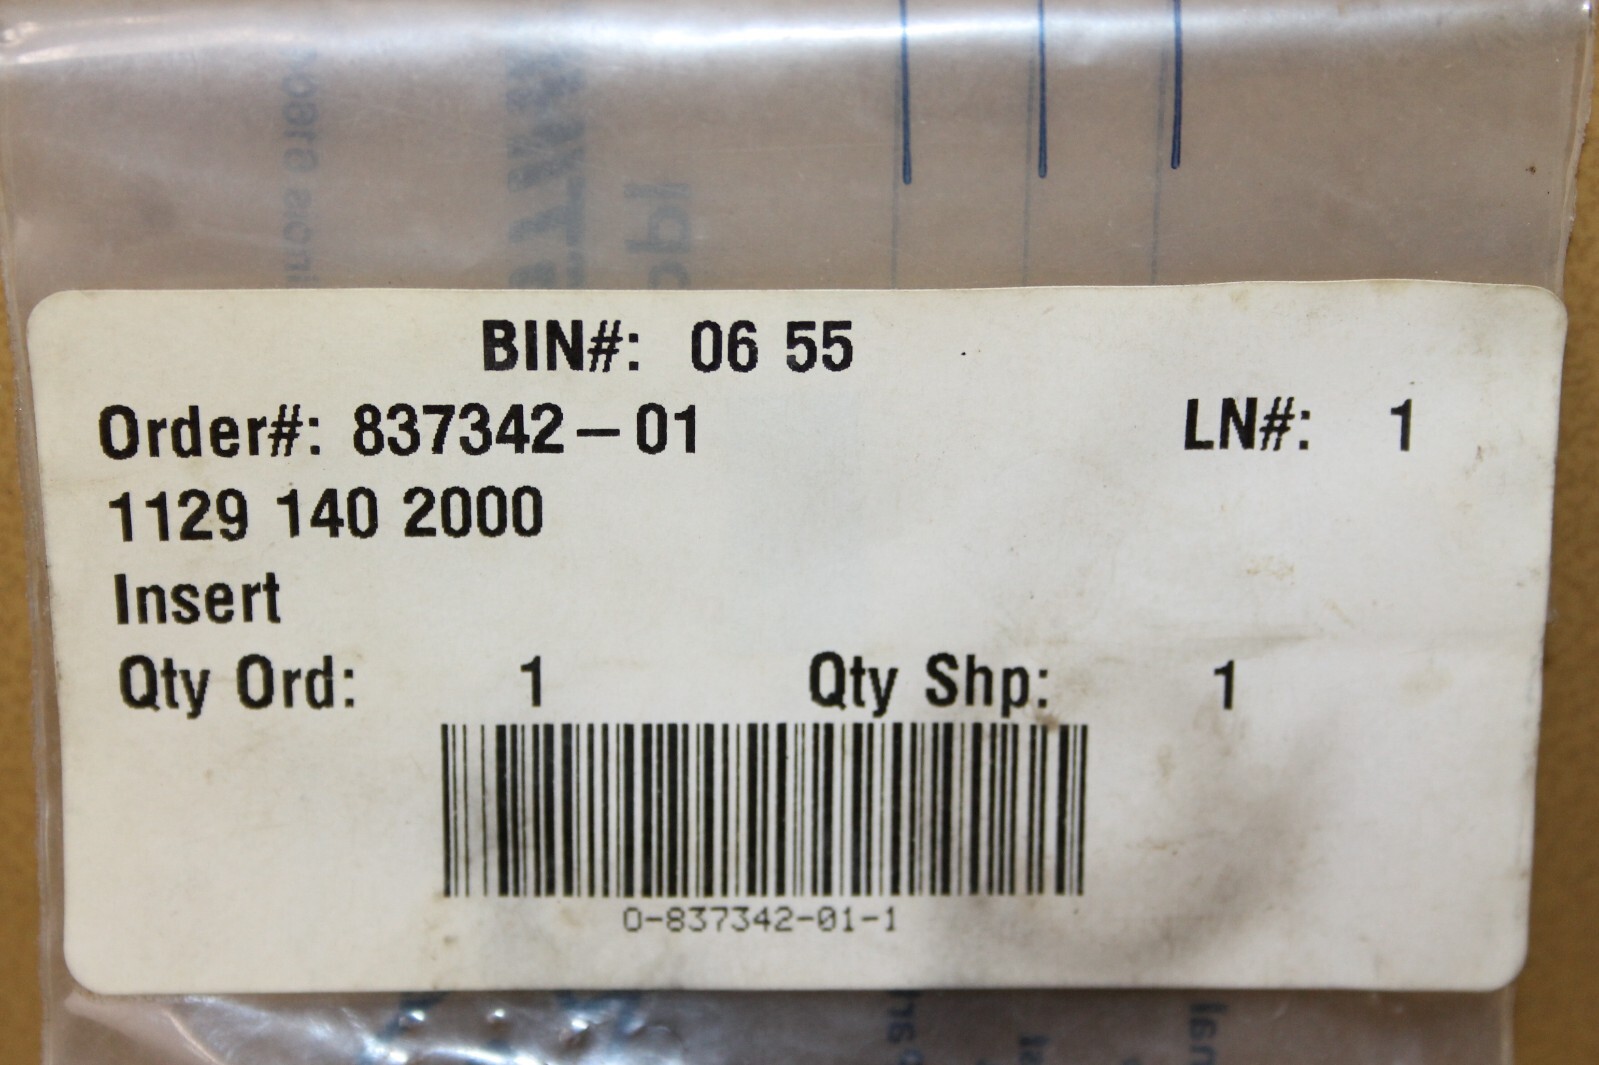 BIN#: 06 55
Order#: 837342-01 LN#: 1
1129 140 2000
Insert
Qty Ord: 1 Qty Shp: 1
O-837342-01-1